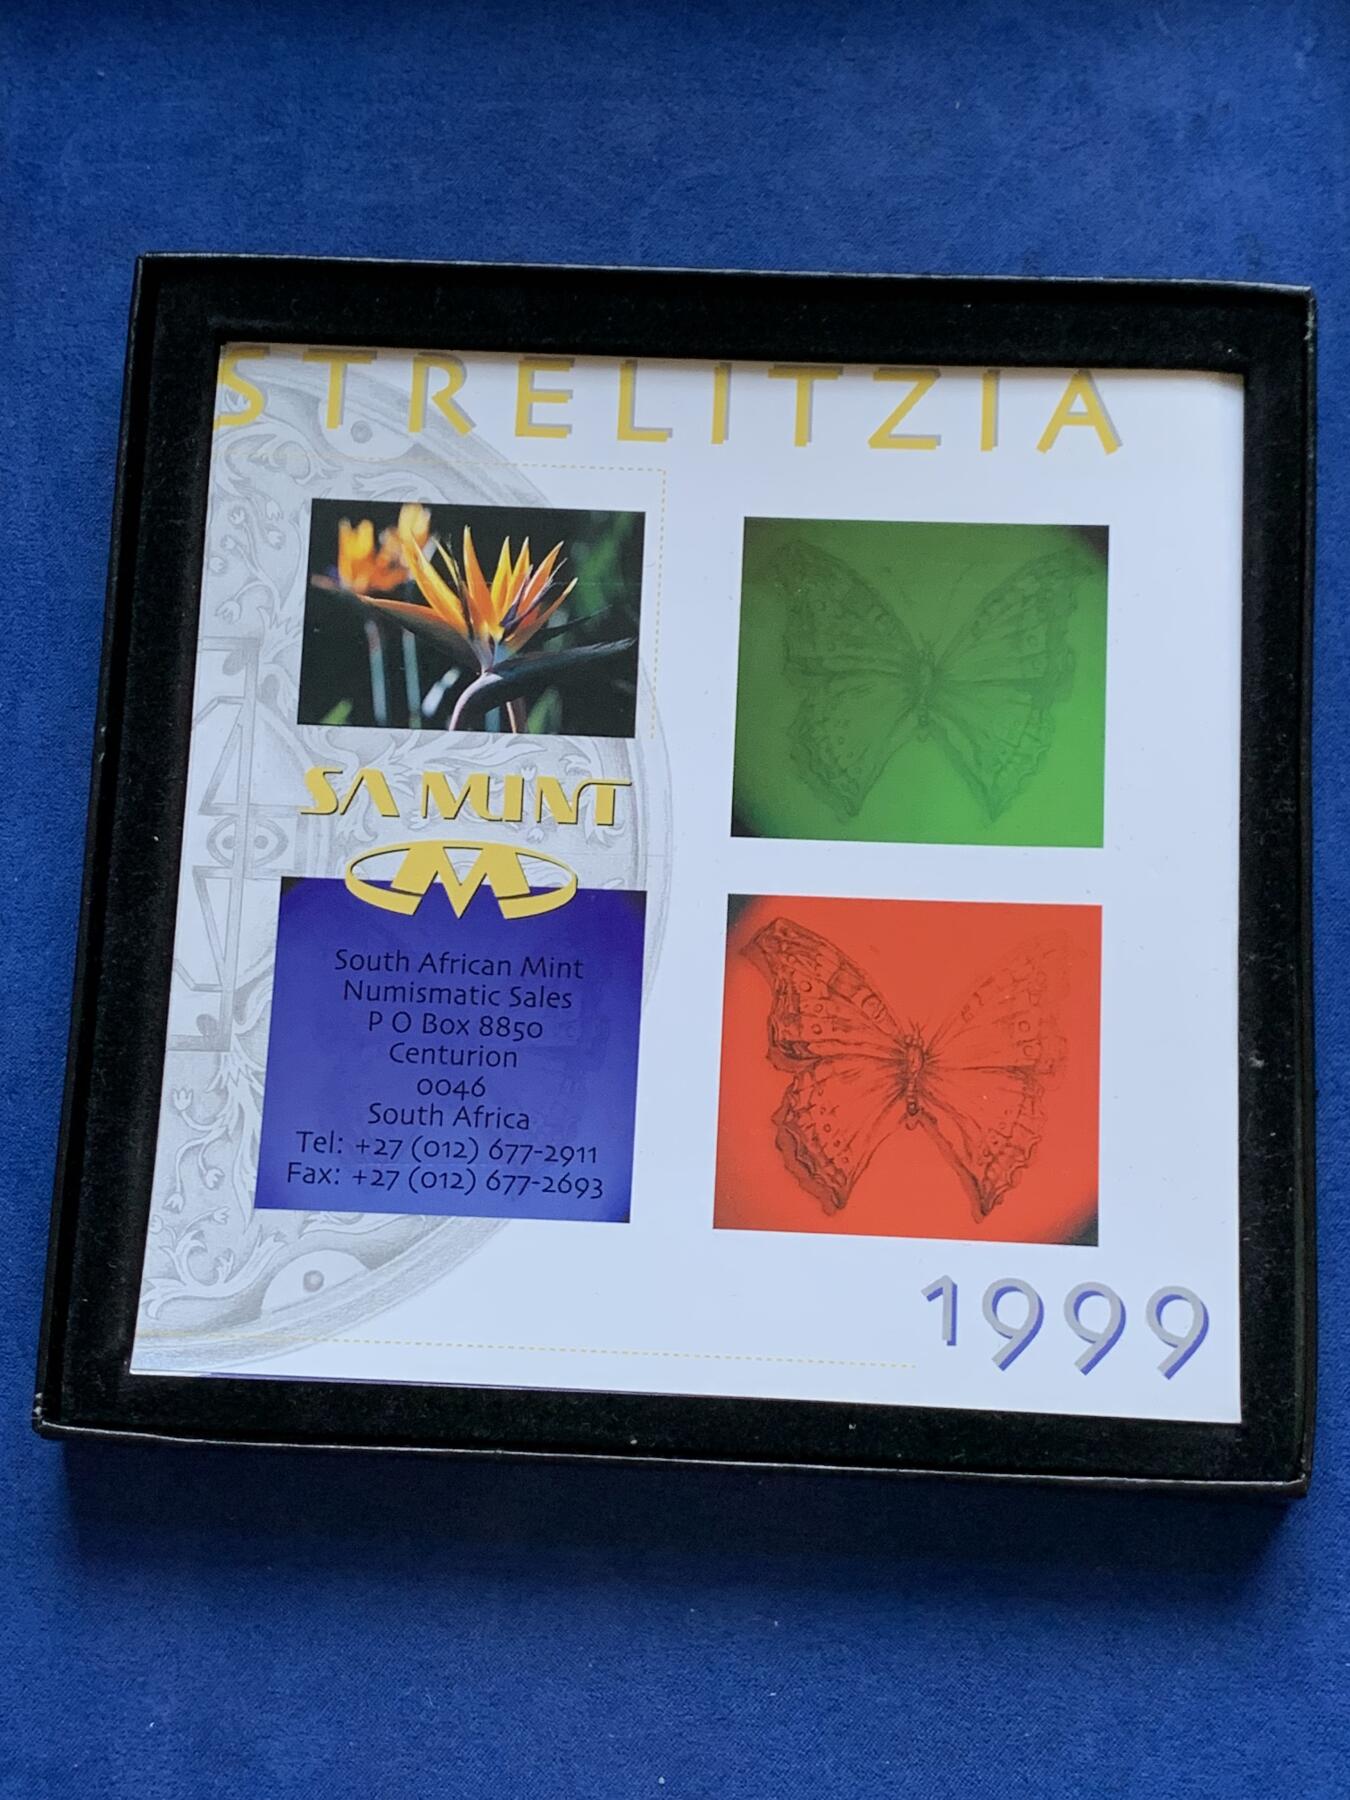 STRELITZIA
SA MINT
South African Mint
Numismatic Sales
P O Box 8850
Centurion
0046
South Africa
Tel: +27 (012) 677-2911
Fax: +27 (012) 677-2693
1999